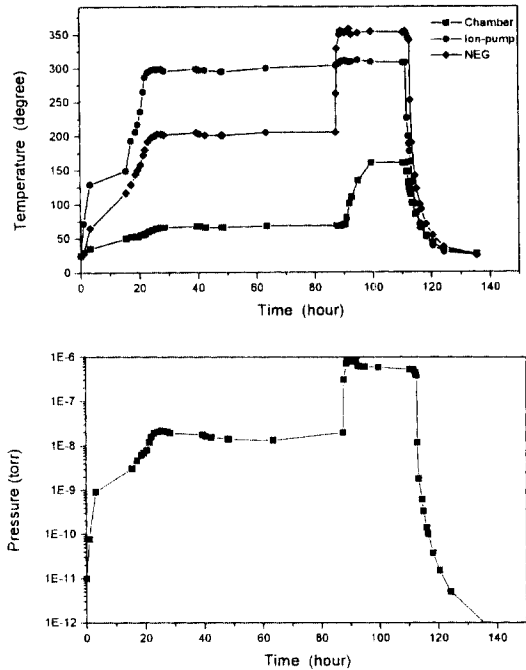 Chamber
Ion-pump
NEG
Temperature (degree)
350
300
250
200
150
100
50
0
0 20 40 60 80 100 120 140
Time (hour)
Pressure (torr)
1E-6
1E-7
1E-8
1E-9
1E-10
1E-11
1E-12
0 20 40 60 80 100 120 140
Time (hour)